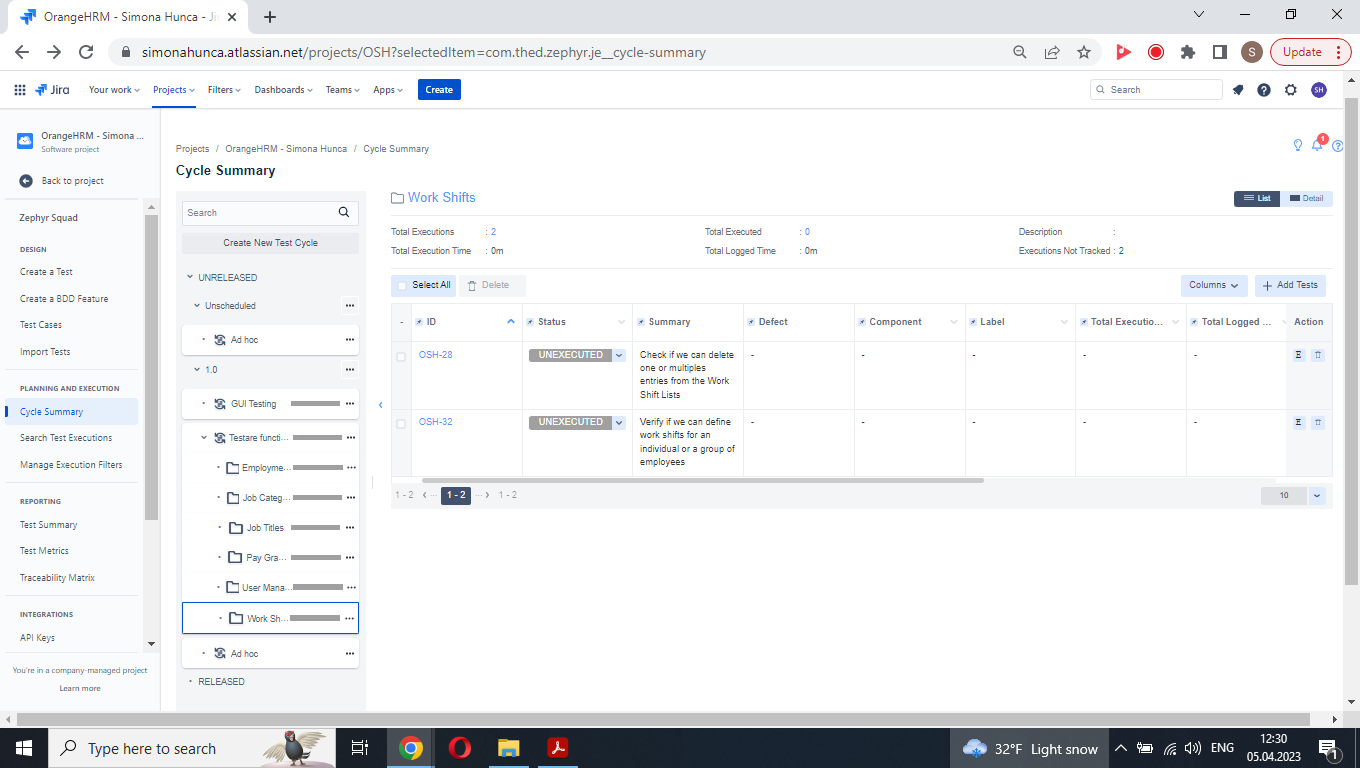 OrangeHRM - Simona Hunca - Ji
simonahunca.atlassian.net/projects/OSH?selectedItem=com.thed.zephyr.je__cycle-summary
S
Update
Jira
Your work
Projects
Filters
Dashboards
Teams
Apps
Create
Search
SH
OrangeHRM - Simona ...
Software project
Back to project
Zephyr Squad
DESIGN
Create a Test
Create a BDD Feature
Test Cases
Import Tests
PLANNING AND EXECUTION
Cycle Summary
Search Test Executions
Manage Execution Filters
REPORTING
Test Summary
Test Metrics
Traceability Matrix
INTEGRATIONS
API Keys
You're in a company-managed project
Learn more
Projects / OrangeHRM - Simona Hunca / Cycle Summary
1
Cycle Summary
Search
Create New Test Cycle
UNRELEASED
Unscheduled
Ad hoc
1.0
GUI Testing
Testare functi...
Employme...
Job Categ...
Job Titles
Pay Gra...
User Mana...
Work Sh...
Ad hoc
RELEASED
Work Shifts
List
Detail
Total Executions : 2
Total Executed : 0
Description :
Total Execution Time : 0m
Total Logged Time : 0m
Executions Not Tracked : 2
Select All
Delete
Columns
Add Tests
- ID Status Summary Defect Component Label Total Executio... Total Logged ... Action
OSH-28 UNEXECUTED Check if we can delete - - - - - E
one or multiples
entries from the Work
Shift Lists
OSH-32 UNEXECUTED Verify if we can define - - - - - E
work shifts for an
individual or a group of
employees
1 - 2 ‹ ... 1 - 2 ... › 1 - 2
10
Type here to search
32°F Light snow
ENG
12:30
05.04.2023
1